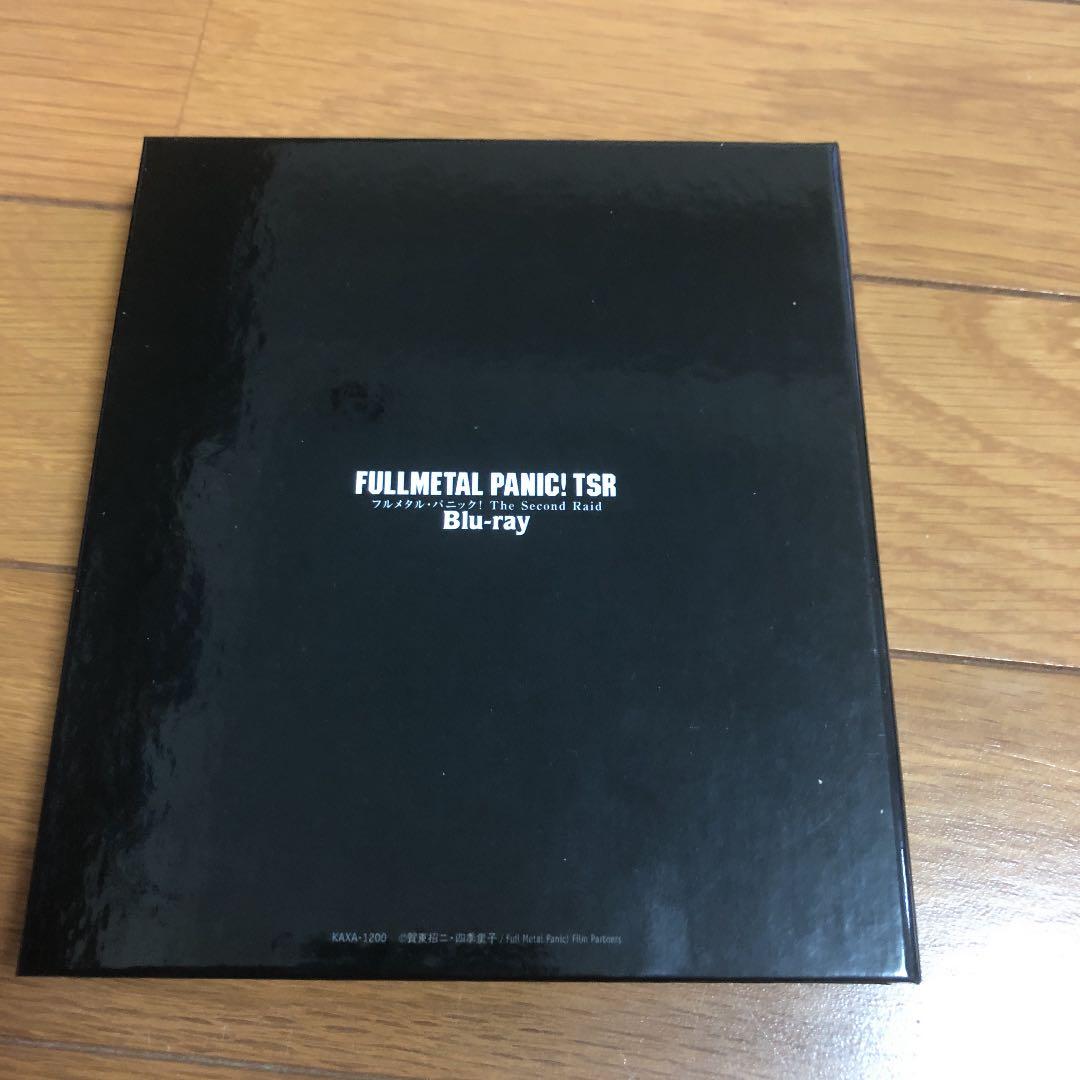 FULLMETAL PANIC! TSR
フルメタル・パニック! The Second Raid
Blu-ray
KAXA-1200 ©賀東招二・四季童子 / Full Metal Panic! Film Partners